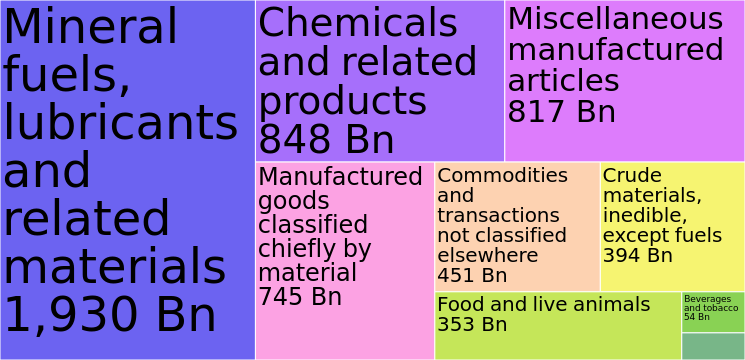 Mineral
fuels,
lubricants
and
related
materials
1,930 Bn
Chemicals
and related
products
848 Bn
Miscellaneous
manufactured
articles
817 Bn
Manufactured
goods
classified
chiefly by
material
745 Bn
Commodities
and
transactions
not classified
elsewhere
451 Bn
Crude
materials,
inedible,
except fuels
394 Bn
Food and live animals
353 Bn
Beverages
and tobacco
54 Bn